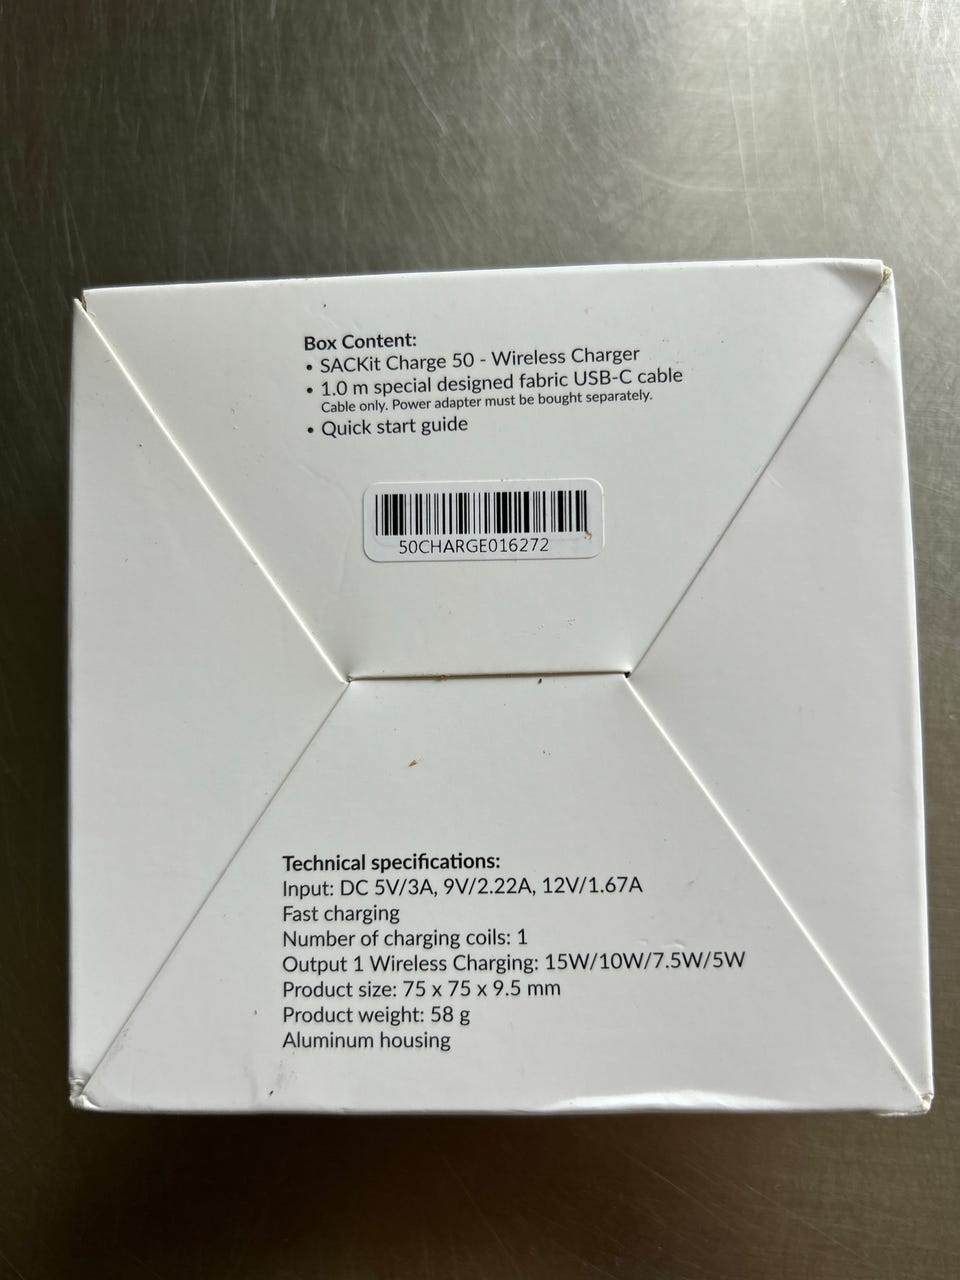 Box Content:
• SACKit Charge 50 - Wireless Charger
• 1.0 m special designed fabric USB-C cable
Cable only. Power adapter must be bought separately.
• Quick start guide
50CHARGE016272
Technical specifications:
Input: DC 5V/3A, 9V/2.22A, 12V/1.67A
Fast charging
Number of charging coils: 1
Output 1 Wireless Charging: 15W/10W/7.5W/5W
Product size: 75 x 75 x 9.5 mm
Product weight: 58 g
Aluminum housing